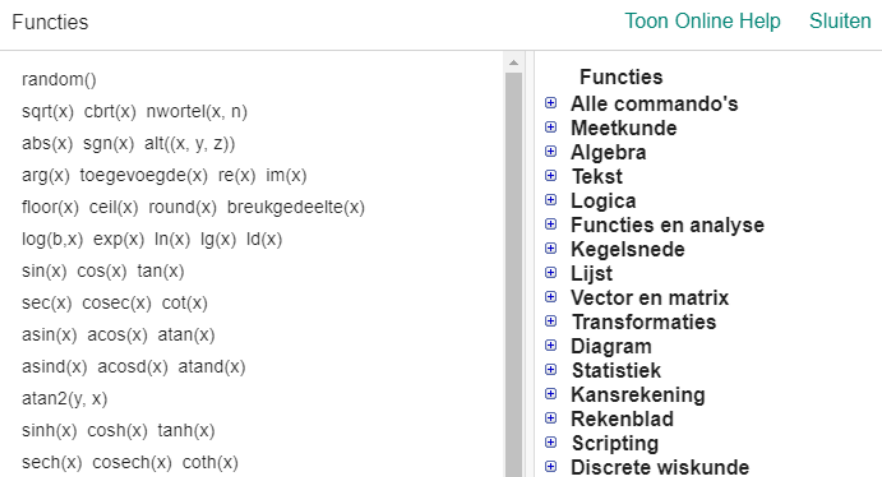 Functies
Toon Online Help Sluiten
random()
sqrt(x) cbrt(x) nwortel(x, n)
abs(x) sgn(x) alt((x, y, z))
arg(x) toegevoegde(x) re(x) im(x)
floor(x) ceil(x) round(x) breukgedeelte(x)
log(b,x) exp(x) ln(x) lg(x) ld(x)
sin(x) cos(x) tan(x)
sec(x) cosec(x) cot(x)
asin(x) acos(x) atan(x)
asind(x) acosd(x) atand(x)
atan2(y, x)
sinh(x) cosh(x) tanh(x)
sech(x) cosech(x) coth(x)
Functies
Alle commando's
Meetkunde
Algebra
Tekst
Logica
Functies en analyse
Kegelsnede
Lijst
Vector en matrix
Transformaties
Diagram
Statistiek
Kansrekening
Rekenblad
Scripting
Discrete wiskunde